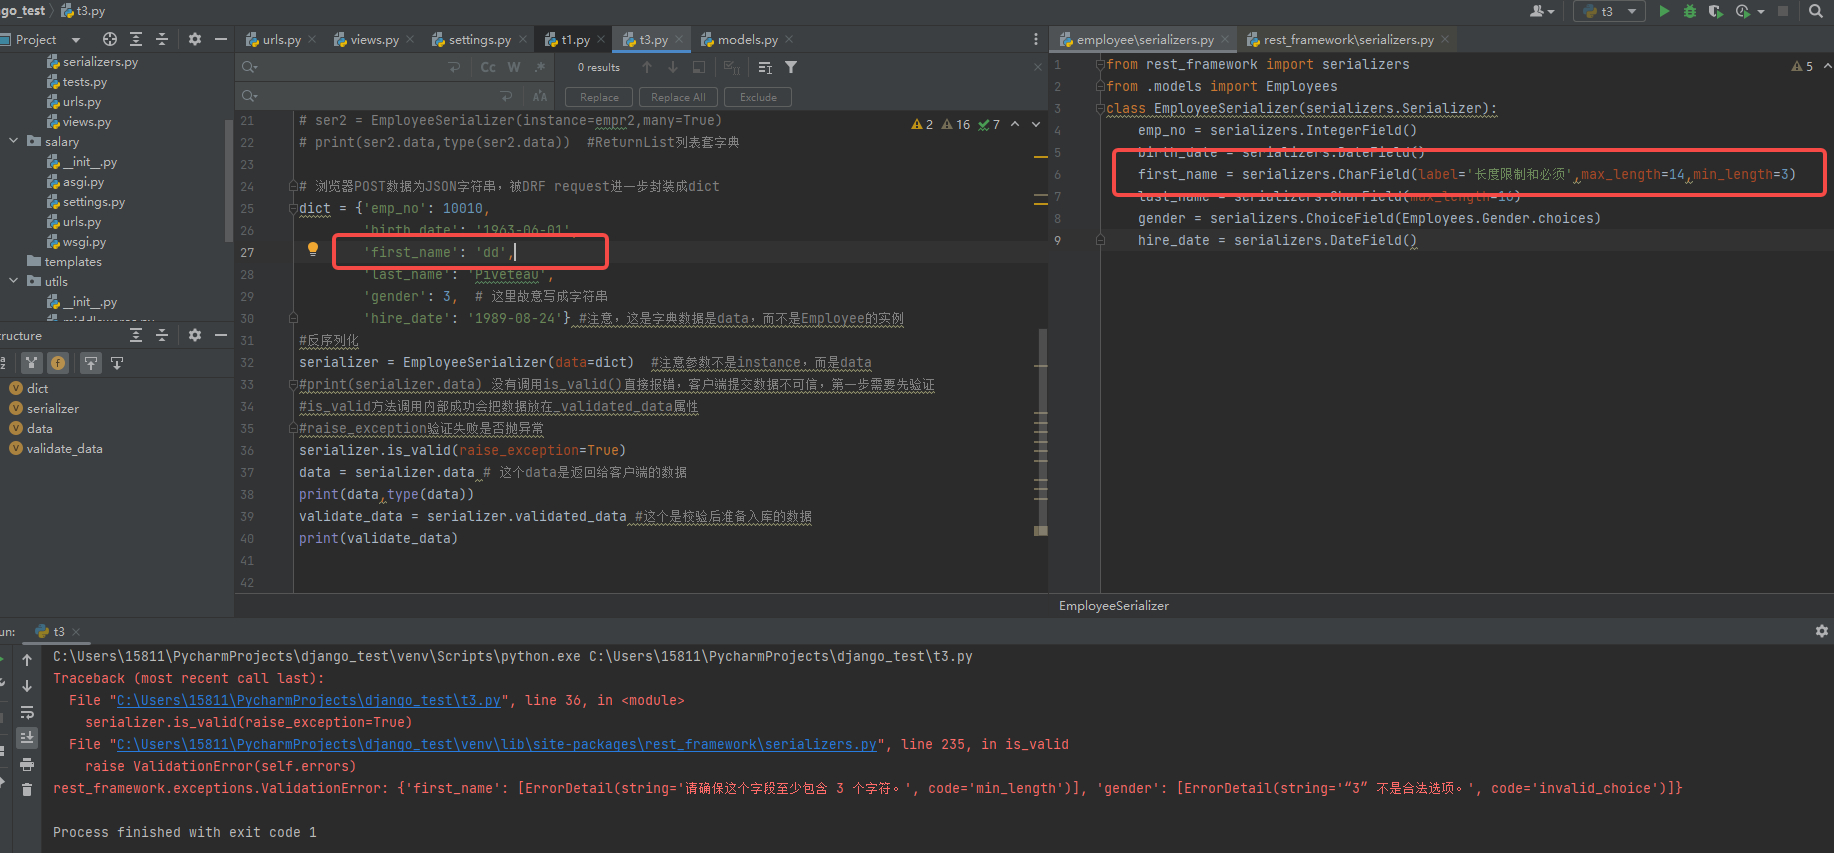 ngo_test
t3.py
t3
Project
urls.py
views.py
settings.py
t1.py
t3.py
models.py
employee\serializers.py
rest_framework\serializers.py
serializers.py
tests.py
urls.py
views.py
salary
__init__.py
asgi.py
settings.py
urls.py
wsgi.py
templates
utils
__init__.py
Cc
W
.*
0 results
Replace
Replace All
Exclude
2
16
7
21 # ser2 = EmployeeSerializer(instance=empr2,many=True)
22 # print(ser2.data,type(ser2.data))  #ReturnList列表套字典
23
24 # 浏览器POST数据为JSON字符串，被DRF request进一步封装成dict
25 dict = {'emp_no': 10010,
26 'birth_date': '1963-06-01',
27 'first_name': 'dd',
28 'last_name': 'Piveteau',
29 'gender': 3,  # 这里故意写成字符串
30 'hire_date': '1989-08-24'} #注意，这是字典数据是data，而不是Employee的实例
31 #反序列化
32 serializer = EmployeeSerializer(data=dict)  #注意参数不是instance，而是data
33 #print(serializer.data) 没有调用is_valid()直接报错，客户端提交数据不可信，第一步需要先验证
34 #is_valid方法调用内部成功会把数据放在_validated_data属性
35 #raise_exception验证失败是否抛异常
36 serializer.is_valid(raise_exception=True)
37 data = serializer.data # 这个data是返回给客户端的数据
38 print(data,type(data))
39 validate_data = serializer.validated_data #这个是校验后准备入库的数据
40 print(validate_data)
41
42
5
1 from rest_framework import serializers
2 from .models import Employees
3 class EmployeeSerializer(serializers.Serializer):
4 emp_no = serializers.IntegerField()
5 birth_date = serializers.DateField()
6 first_name = serializers.CharField(label='长度限制和必须',max_length=14,min_length=3)
7 last_name = serializers.CharField(max_length=16)
8 gender = serializers.ChoiceField(Employees.Gender.choices)
9 hire_date = serializers.DateField()
EmployeeSerializer
ructure
dict
serializer
data
validate_data
un:
t3
C:\Users\15811\PycharmProjects\django_test\venv\Scripts\python.exe C:\Users\15811\PycharmProjects\django_test\t3.py
Traceback (most recent call last):
File "C:\Users\15811\PycharmProjects\django_test\t3.py", line 36, in <module>
serializer.is_valid(raise_exception=True)
File "C:\Users\15811\PycharmProjects\django_test\venv\lib\site-packages\rest_framework\serializers.py", line 235, in is_valid
raise ValidationError(self.errors)
rest_framework.exceptions.ValidationError: {'first_name': [ErrorDetail(string='请确保这个字段至少包含 3 个字符。', code='min_length')], 'gender': [ErrorDetail(string='“3” 不是合法选项。', code='invalid_choice')]}
Process finished with exit code 1